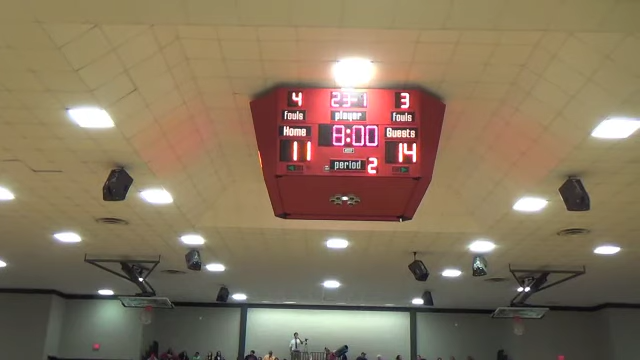 4 23-1 3
fouls player fouls
Home 8:00 Guests
11 14
period 2